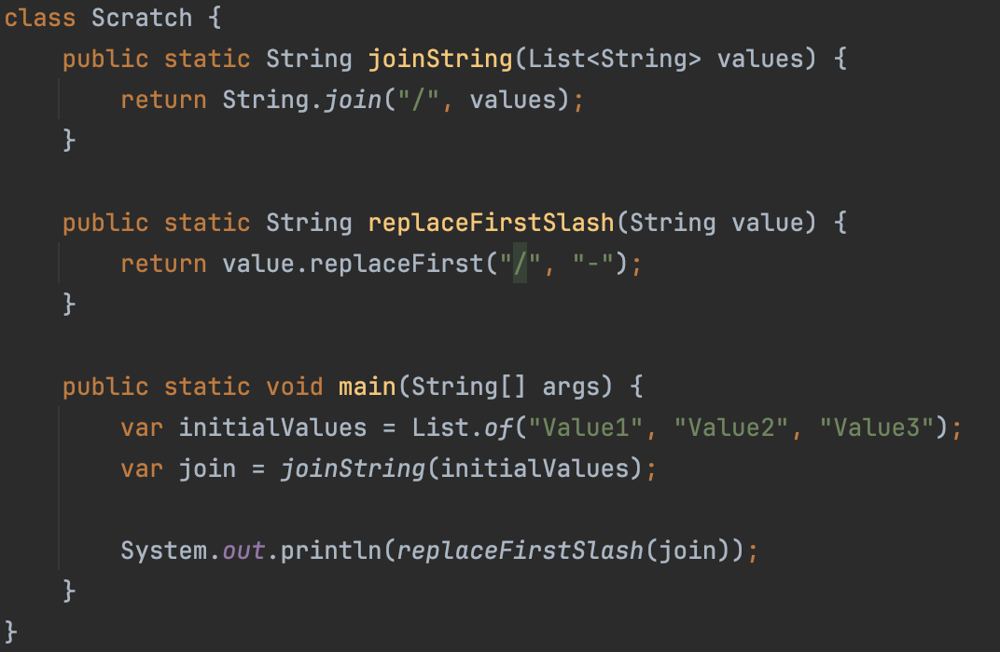 class Scratch {
    public static String joinString(List<String> values) {
        return String.join("/", values);
    }

    public static String replaceFirstSlash(String value) {
        return value.replaceFirst("/", "-");
    }

    public static void main(String[] args) {
        var initialValues = List.of("Value1", "Value2", "Value3");
        var join = joinString(initialValues);

        System.out.println(replaceFirstSlash(join));
    }
}